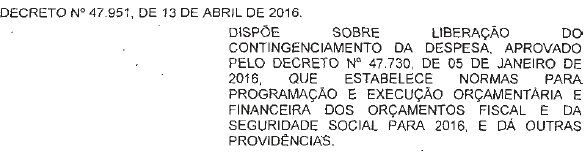 DECRETO Nº 47.951, DE 13 DE ABRIL DE 2016.
DISPÕE SOBRE LIBERAÇÃO DO
CONTINGENCIAMENTO DA DESPESA, APROVADO
PELO DECRETO Nº 47.730, DE 05 DE JANEIRO DE
2016, QUE ESTABELECE NORMAS PARA
PROGRAMAÇÃO E EXECUÇÃO ORÇAMENTÁRIA E
FINANCEIRA DOS ORÇAMENTOS FISCAL E DA
SEGURIDADE SOCIAL PARA 2016, E DÁ OUTRAS
PROVIDÊNCIAS.